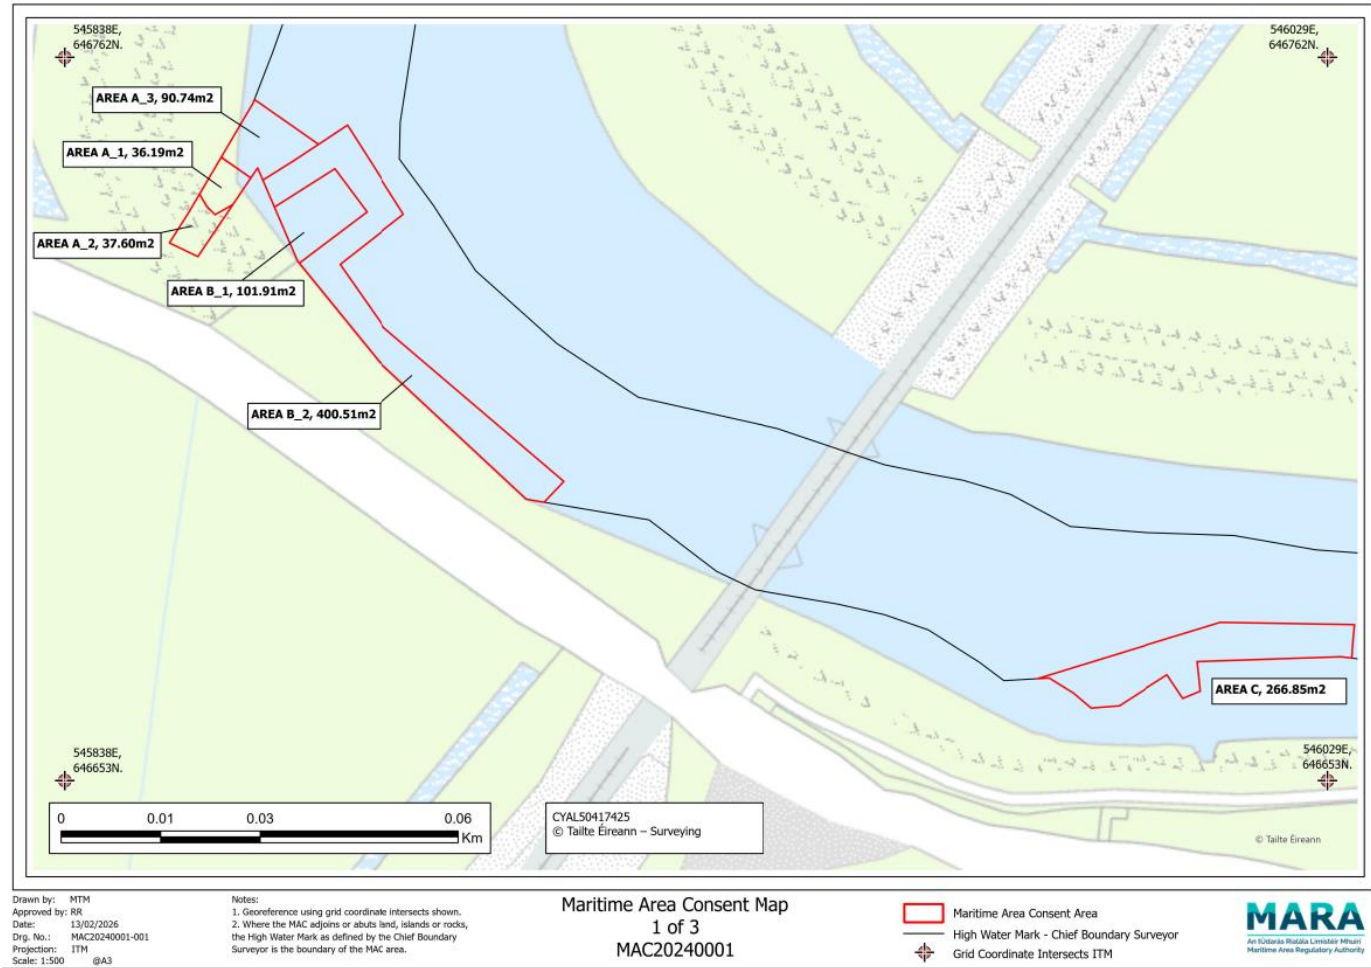 545838E,
646762N.
546029E,
646762N.
AREA A_3, 90.74m2
AREA A_1, 36.19m2
AREA A_2, 37.60m2
AREA B_1, 101.91m2
AREA B_2, 400.51m2
AREA C, 266.85m2
545838E,
646653N.
546029E,
646653N.
0 0.01 0.03 0.06
Km
CYAL50417425
© Tailte Éireann – Surveying
© Tailte Éireann
Drawn by: MTM
Approved by: RR
Date: 13/02/2026
Drg. No.: MAC20240001-001
Projection: ITM
Scale: 1:500 @A3
Notes:
1. Georeference using grid coordinate intersects shown.
2. Where the MAC adjoins or abuts land, islands or rocks,
the High Water Mark as defined by the Chief Boundary
Surveyor is the boundary of the MAC area.
Maritime Area Consent Map
1 of 3
MAC20240001
Maritime Area Consent Area
High Water Mark - Chief Boundary Surveyor
Grid Coordinate Intersects ITM
MARA
An tÚdarás Rialála Limistéir Mhuirí
Maritime Area Regulatory Authority